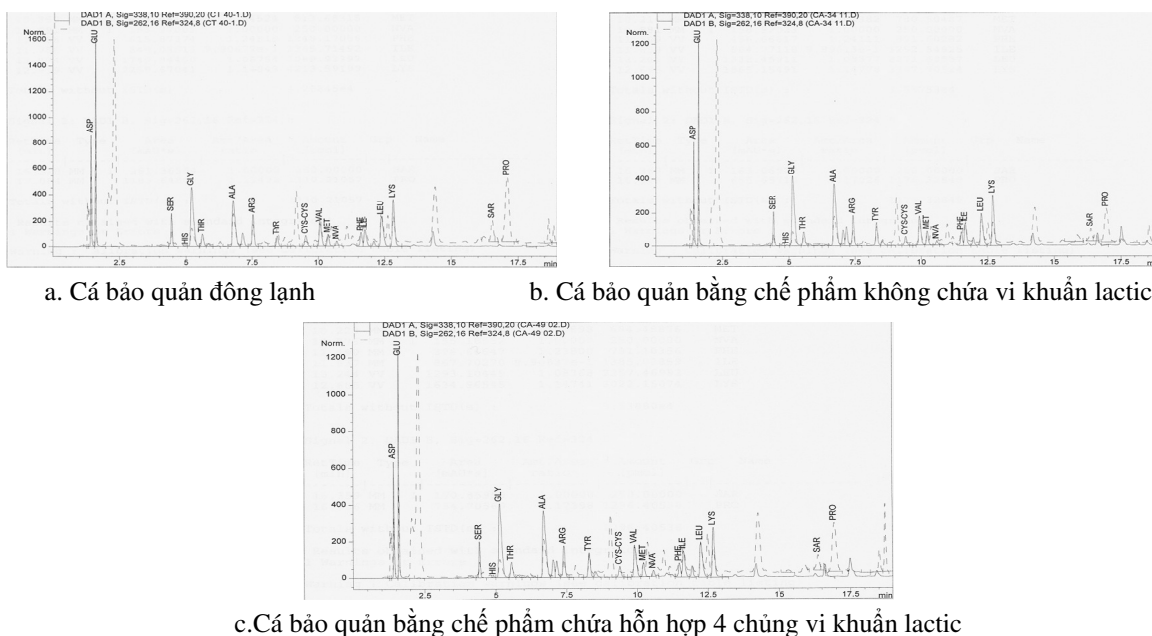 DAD1 A, Sig=338,10 Ref=390,20 (CT 40-1.D)
DAD1 B, Sig=262,16 Ref=324,8 (CT 40-1.D)
Norm.
1600
1400
1200
1000
800
600
400
200
0
ASP
GLU
SER
HIS
GLY
THR
ALA
ARG
TYR
CYS-CYS
VAL
MET
NVA
PHE
ILE
LEU
LYS
SAR
PRO
2.5 5 7.5 10 12.5 15 17.5 min
a. Cá bảo quản đông lạnh
DAD1 A, Sig=338,10 Ref=390,20 (CA-34 11.D)
DAD1 B, Sig=262,16 Ref=324,8 (CA-34 11.D)
Norm.
1200
1000
800
600
400
200
0
ASP
GLU
SER
HIS
GLY
THR
ALA
ARG
TYR
CYS-CYS
VAL
MET
NVA
PHE
ILE
LEU
LYS
SAR
PRO
2.5 5 7.5 10 12.5 15 17.5 min
b. Cá bảo quản bằng chế phẩm không chứa vi khuẩn lactic
DAD1 A, Sig=338,10 Ref=390,20 (CA-49 02.D)
DAD1 B, Sig=262,16 Ref=324,8 (CA-49 02.D)
Norm.
1200
1000
800
600
400
200
0
ASP
GLU
SER
HIS
GLY
THR
ALA
ARG
TYR
CYS-CYS
VAL
MET
NVA
PHE
ILE
LEU
LYS
SAR
PRO
2.5 5 7.5 10 12.5 15 17.5 min
c.Cá bảo quản bằng chế phẩm chứa hỗn hợp 4 chủng vi khuẩn lactic